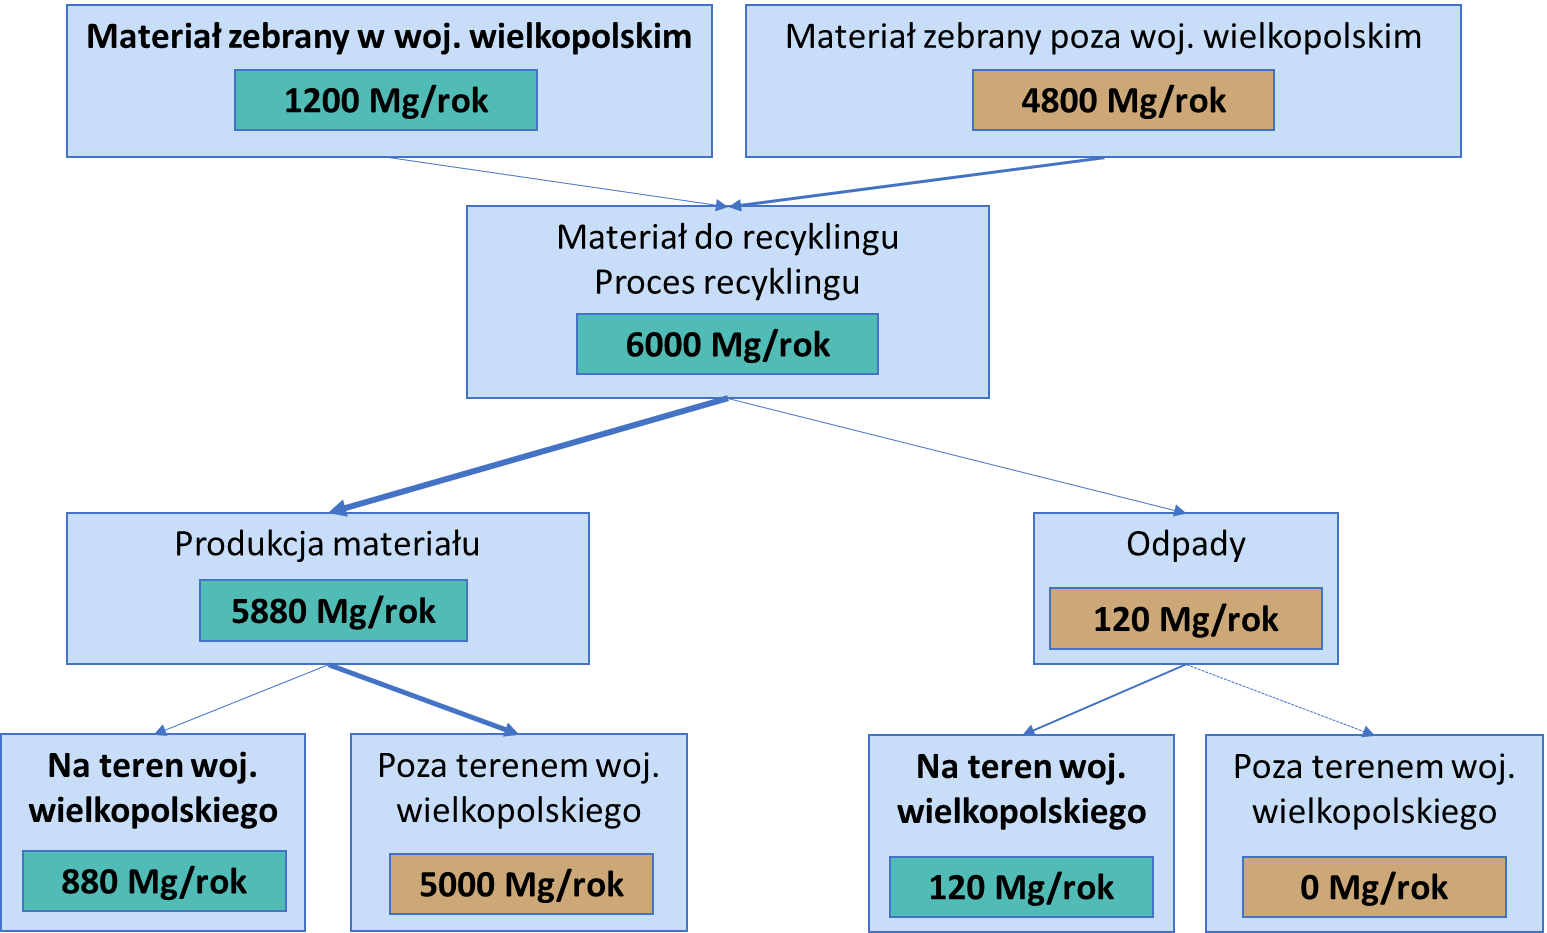 Materiał zebrany w woj. wielkopolskim
1200 Mg/rok
Materiał zebrany poza woj. wielkopolskim
4800 Mg/rok
Materiał do recyklingu
Proces recyklingu
6000 Mg/rok
Produkcja materiału
5880 Mg/rok
Odpady
120 Mg/rok
Na teren woj.
wielkopolskiego
880 Mg/rok
Poza terenem woj.
wielkopolskiego
5000 Mg/rok
Na teren woj.
wielkopolskiego
120 Mg/rok
Poza terenem woj.
wielkopolskiego
0 Mg/rok